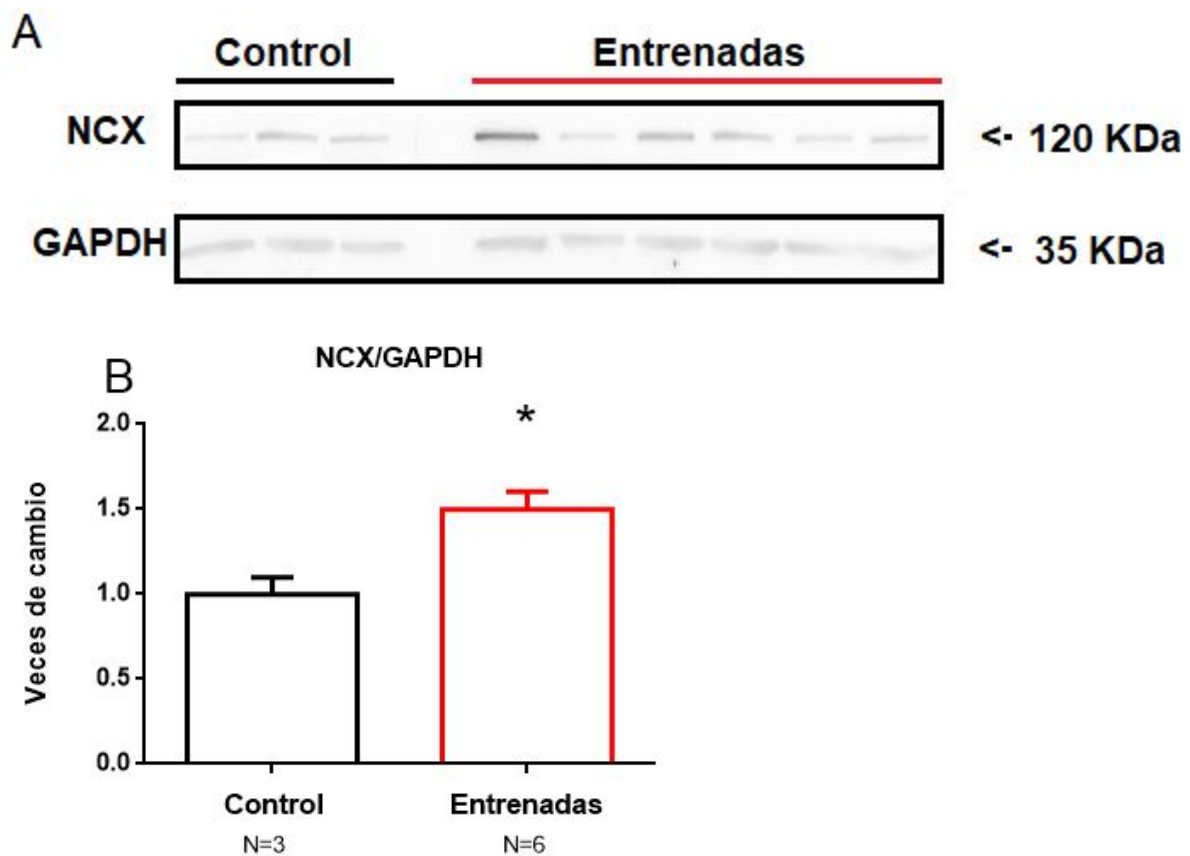 A
Control Entrenadas
NCX <- 120 KDa
GAPDH <- 35 KDa
B
NCX/GAPDH
*
Veces de cambio
2.0
1.5
1.0
0.5
0.0
Control Entrenadas
N=3 N=6